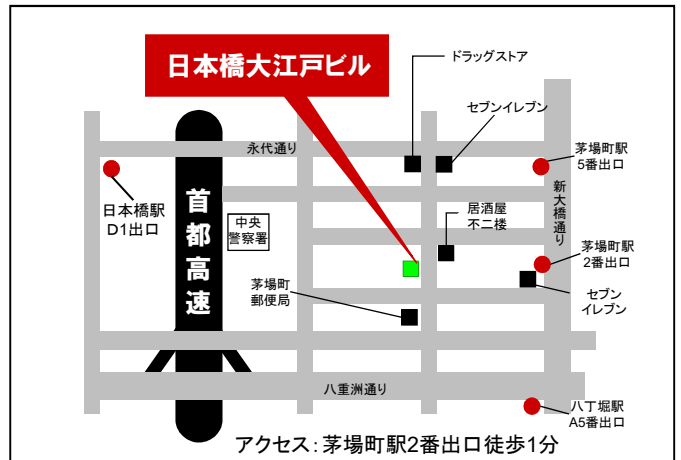 日本橋大江戸ビル
ドラッグストア
セブンイレブン
永代通り
茅場町駅
5番出口
日本橋駅
D1出口
首都高速
中央
警察署
居酒屋
不二楼
新大橋通り
茅場町駅
2番出口
茅場町
郵便局
セブン
イレブン
八重洲通り
八丁堀駅
A5番出口
アクセス：茅場町駅2番出口徒歩1分